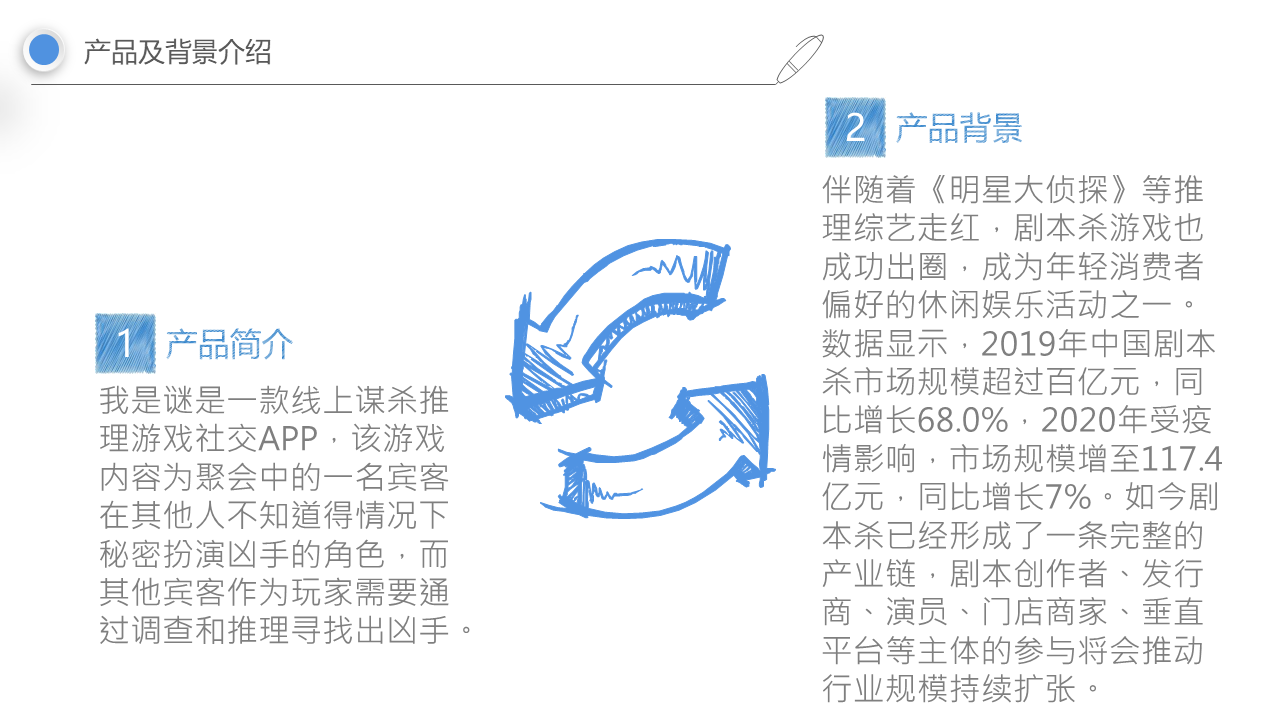 产品及背景介绍
1 产品简介
我是谜是一款线上谋杀推
理游戏社交APP，该游戏
内容为聚会中的一名宾客
在其他人不知道得情况下
秘密扮演凶手的角色，而
其他宾客作为玩家需要通
过调查和推理寻找出凶手。
2 产品背景
伴随着《明星大侦探》等推
理综艺走红，剧本杀游戏也
成功出圈，成为年轻消费者
偏好的休闲娱乐活动之一。
数据显示，2019年中国剧本
杀市场规模超过百亿元，同
比增长68.0%，2020年受疫
情影响，市场规模增至117.4
亿元，同比增长7%。如今剧
本杀已经形成了一条完整的
产业链，剧本创作者、发行
商、演员、门店商家、垂直
平台等主体的参与将会推动
行业规模持续扩张。